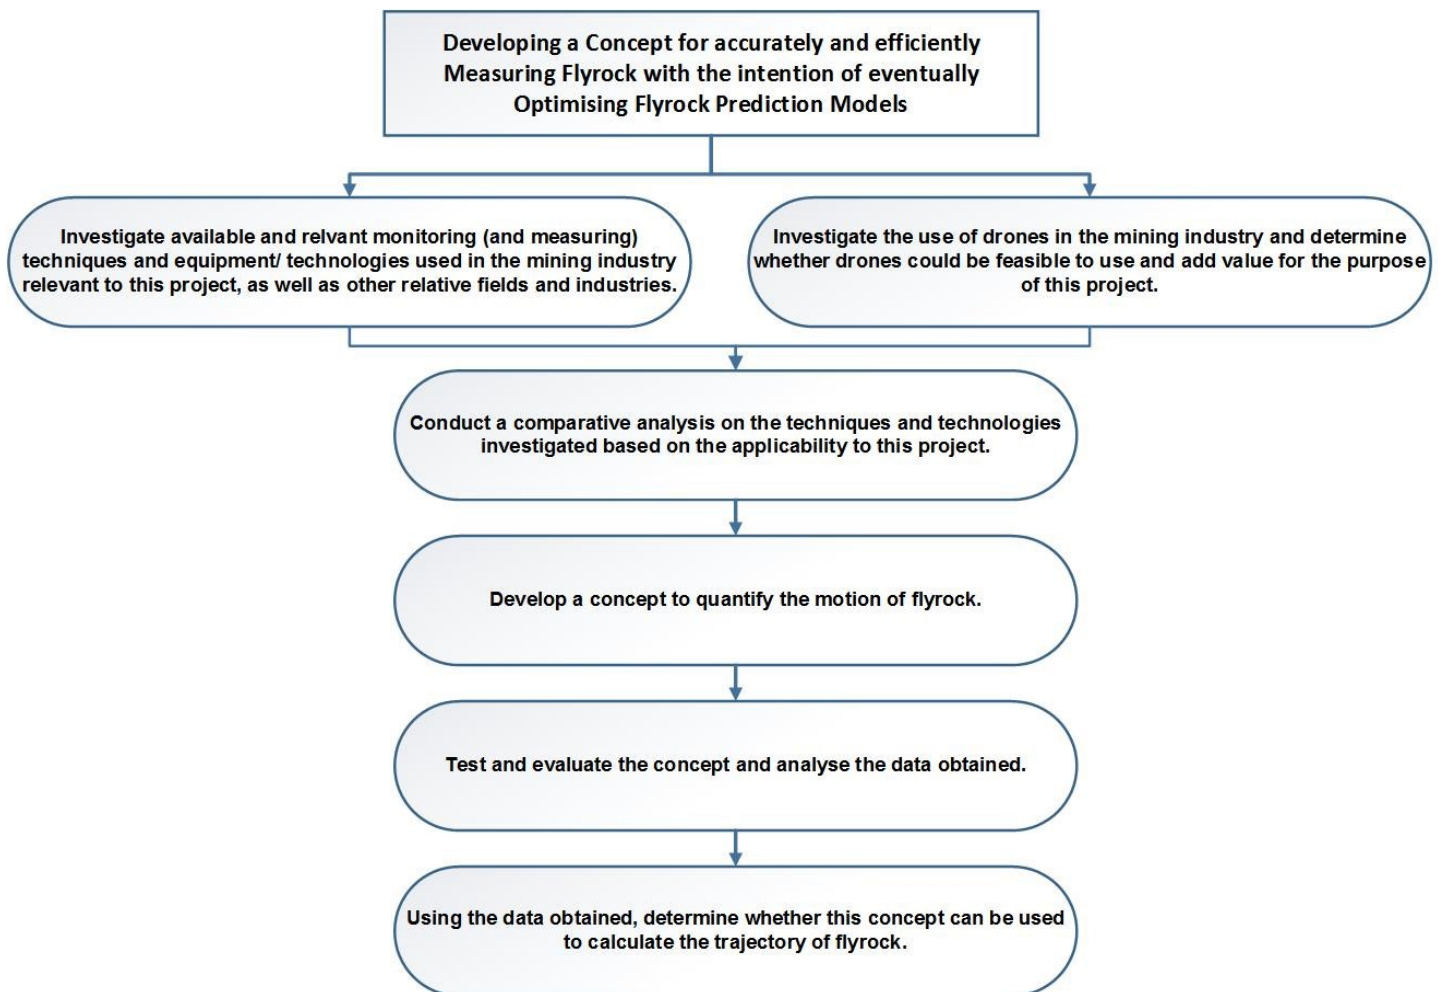 Developing a Concept for accurately and efficiently
Measuring Flyrock with the intention of eventually
Optimising Flyrock Prediction Models
Investigate available and relvant monitoring (and measuring)
techniques and equipment/ technologies used in the mining industry
relevant to this project, as well as other relative fields and industries.
Investigate the use of drones in the mining industry and determine
whether drones could be feasible to use and add value for the purpose
of this project.
Conduct a comparative analysis on the techniques and technologies
investigated based on the applicability to this project.
Develop a concept to quantify the motion of flyrock.
Test and evaluate the concept and analyse the data obtained.
Using the data obtained, determine whether this concept can be used
to calculate the trajectory of flyrock.